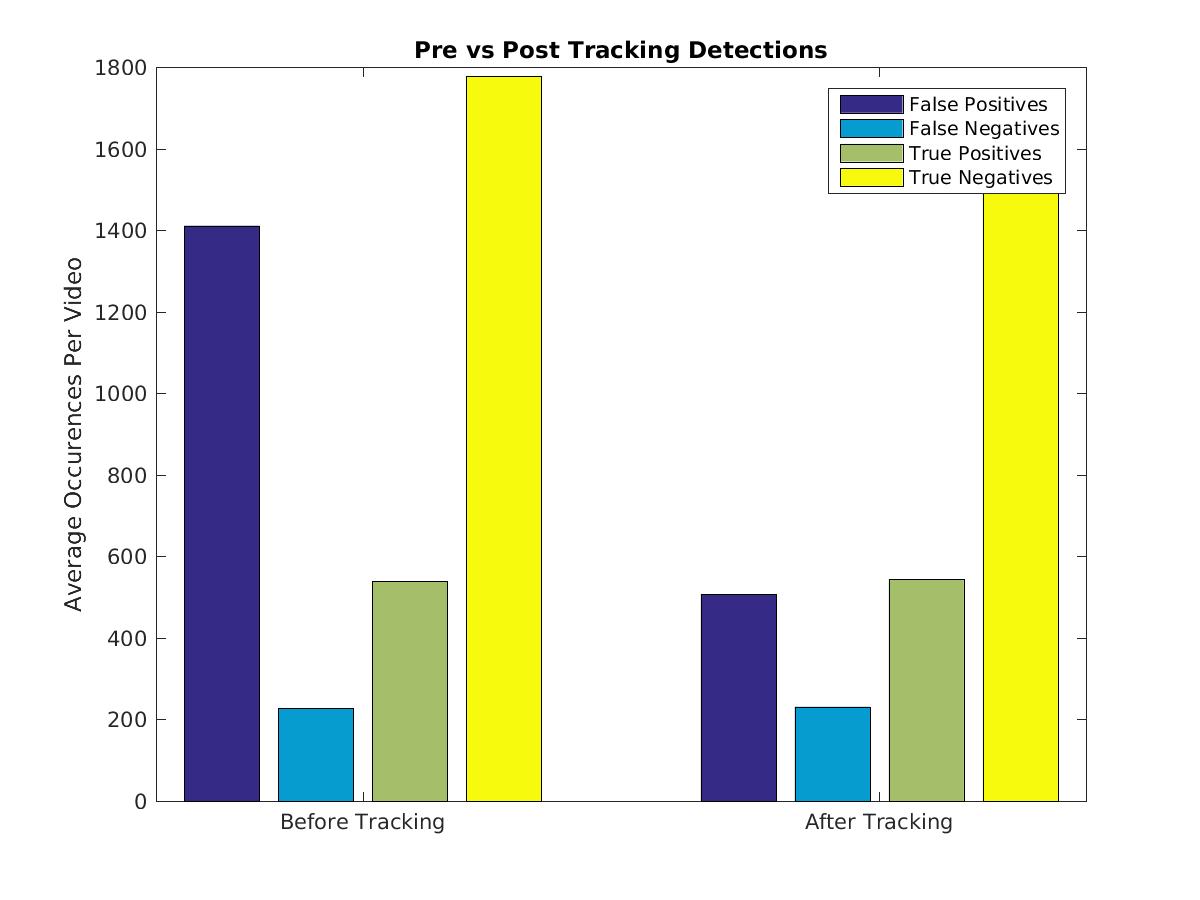 Pre vs Post Tracking Detections
1800
1600
1400
1200
1000
800
600
400
200
0
Average Occurences Per Video
False Positives
False Negatives
True Positives
True Negatives
Before Tracking
After Tracking